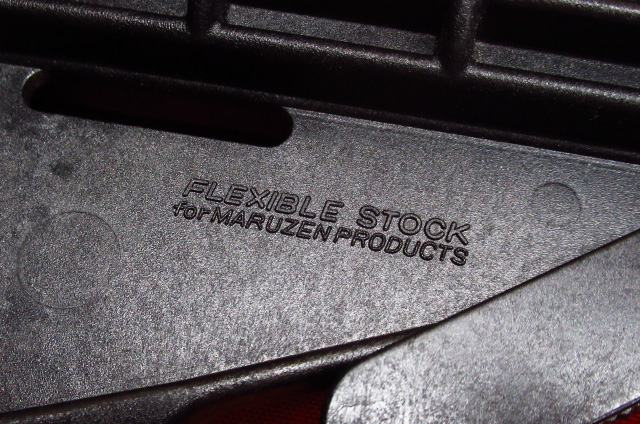 FLEXIBLE STOCK
for MARUZEN PRODUCTS